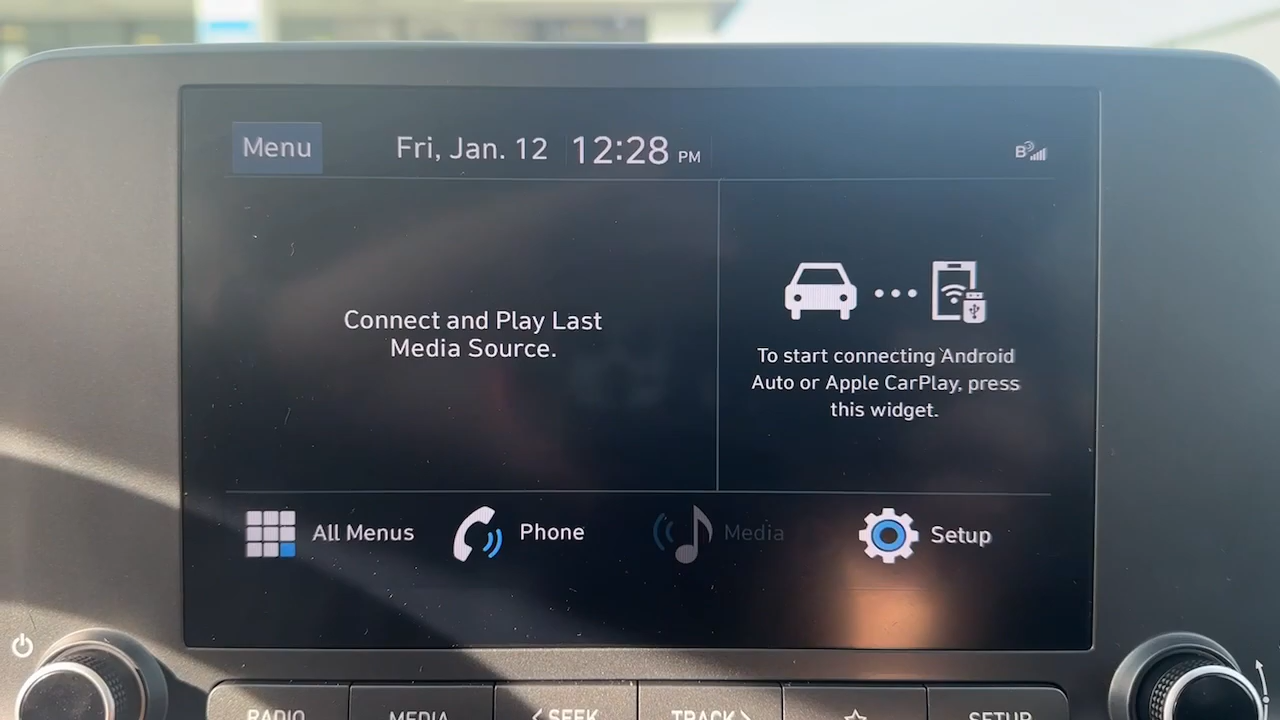 Menu
Fri, Jan. 12 12:28 PM
B
Connect and Play Last
Media Source.
To start connecting Android
Auto or Apple CarPlay, press
this widget.
All Menus
Phone
Media
Setup
RADIO
MEDIA
< SEEK
TRACK >
☆
SETUP